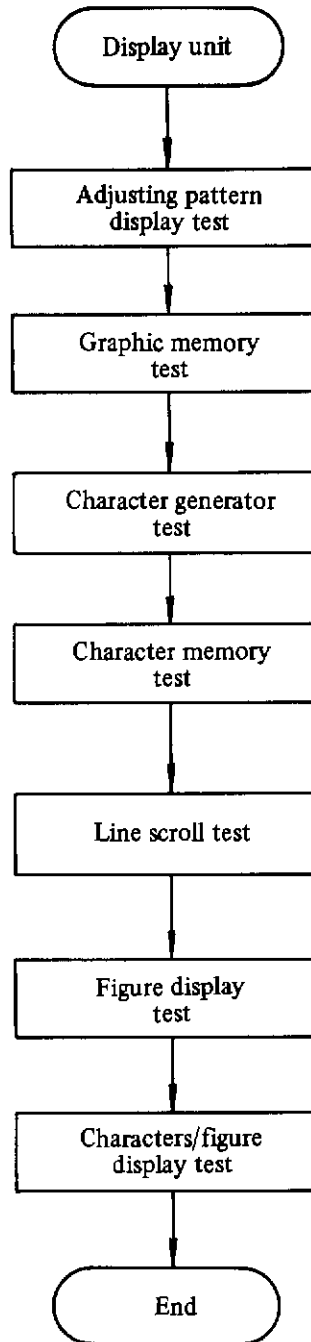 Display unit
Adjusting pattern
display test
Graphic memory
test
Character generator
test
Character memory
test
Line scroll test
Figure display
test
Characters/figure
display test
End